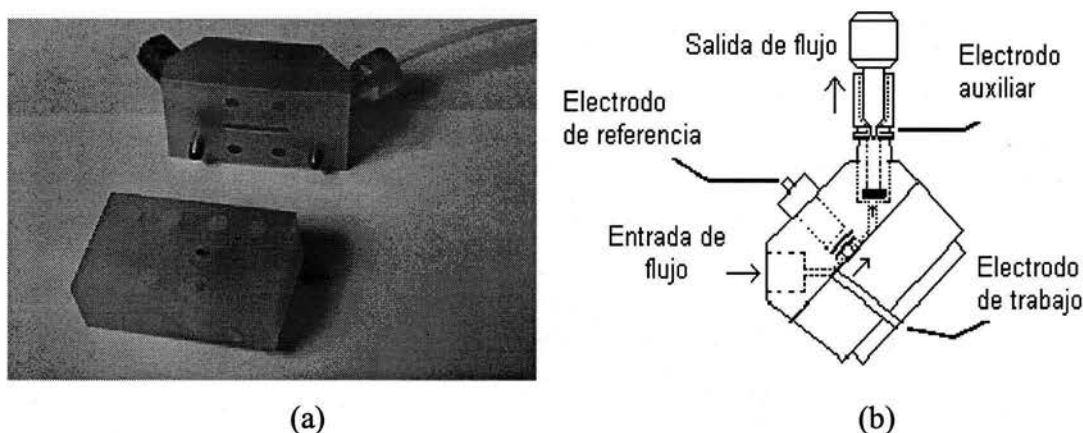 Salida de flujo
Electrodo
auxiliar
Electrodo
de referencia
Entrada de
flujo
Electrodo
de trabajo
(a)
(b)